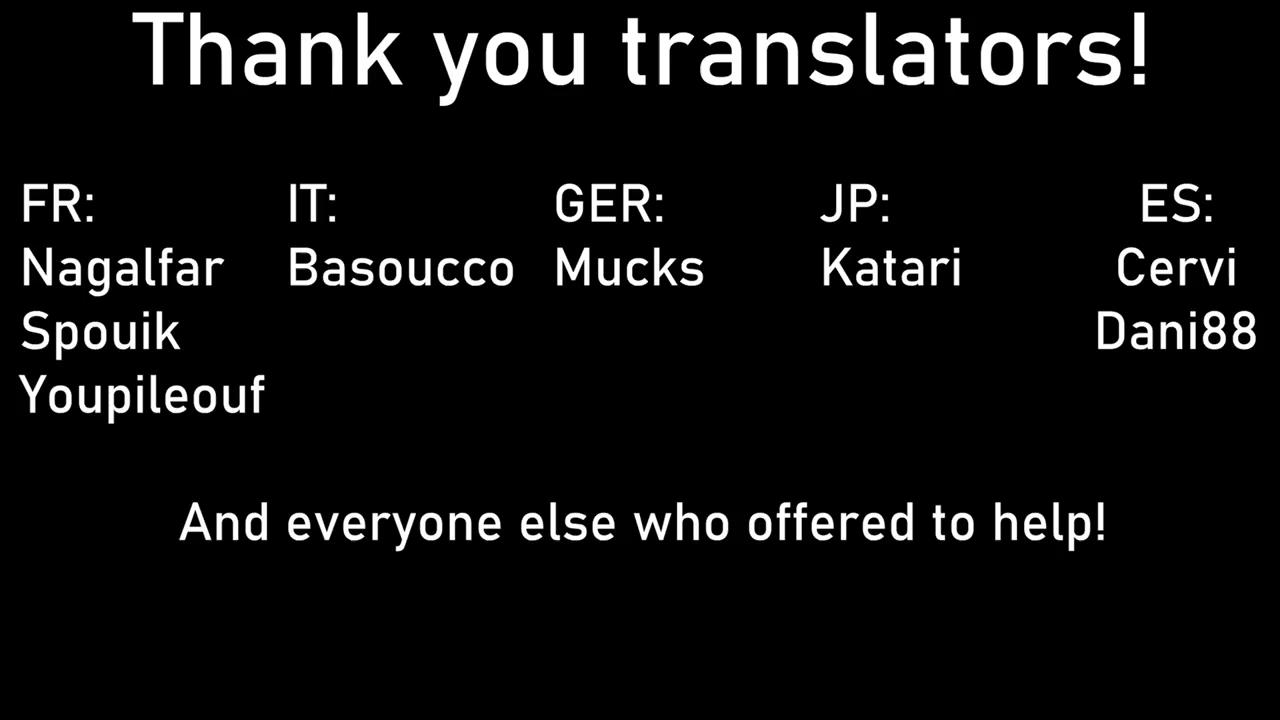 Thank you translators!
FR:
Nagalfar
Spouik
Youpileouf
IT:
Basoucco
GER:
Mucks
JP:
Katari
ES:
Cervi
Dani88
And everyone else who offered to help!